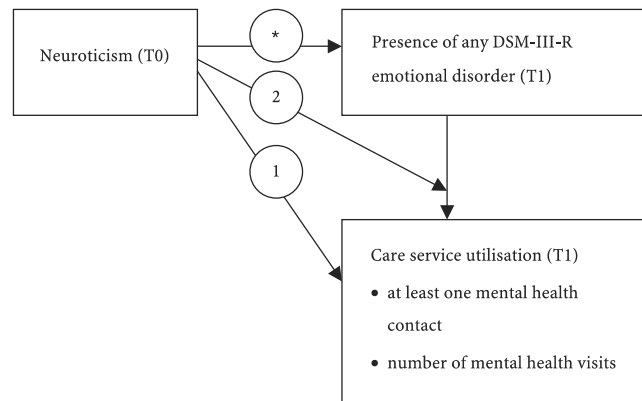 Neuroticism (T0)
*
Presence of any DSM-III-R
emotional disorder (T1)
2
1
Care service utilisation (T1)
• at least one mental health
contact
• number of mental health visits